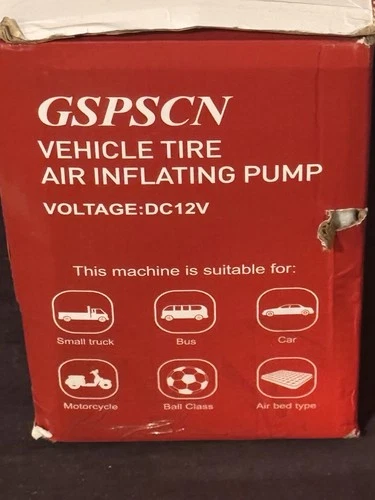 GSPSCN
VEHICLE TIRE
AIR INFLATING PUMP
VOLTAGE:DC12V
This machine is suitable for:
Small truck Bus Car
Motorcycle Ball Class Air bed type